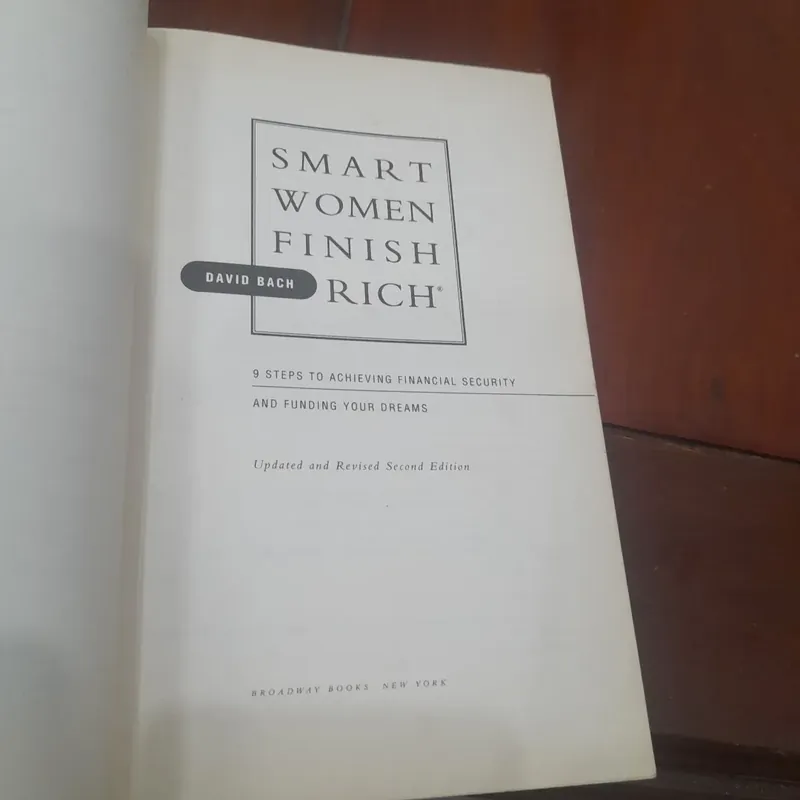 SMART
WOMEN
FINISH
DAVID BACH
RICH®
9 STEPS TO ACHIEVING FINANCIAL SECURITY
AND FUNDING YOUR DREAMS
Updated and Revised Second Edition
BROADWAY BOOKS NEW YORK